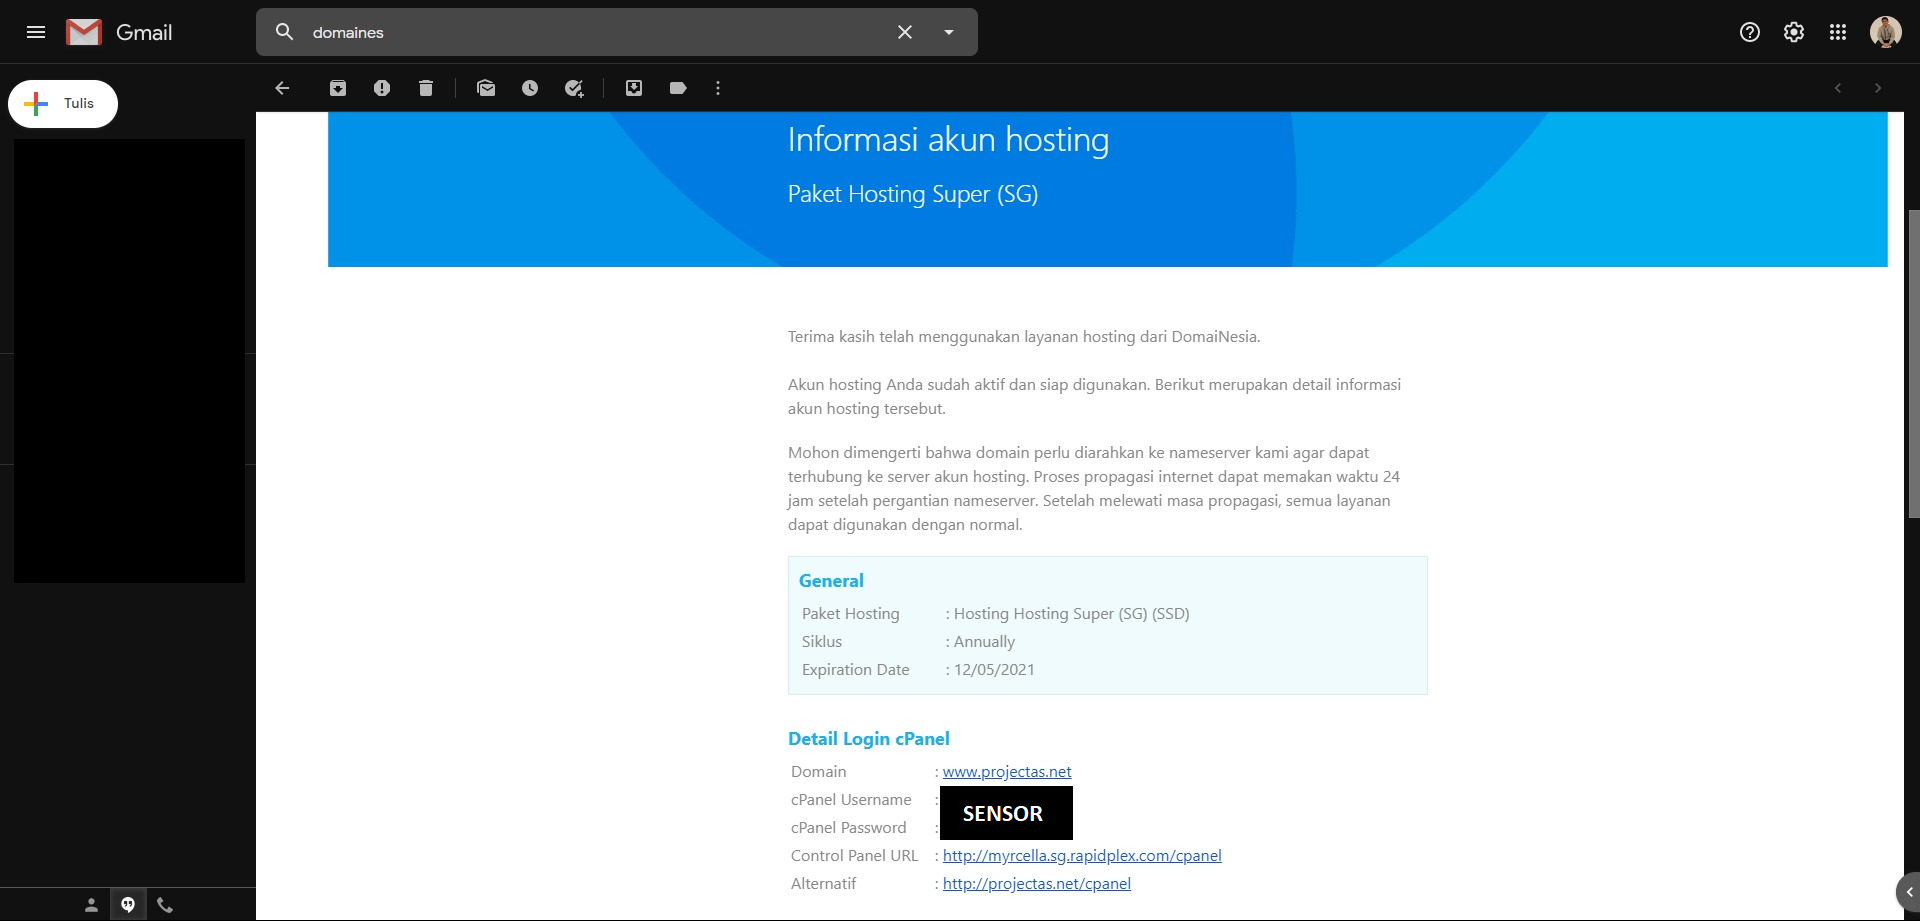 Gmail
domaines
Tulis
Informasi akun hosting
Paket Hosting Super (SG)
Terima kasih telah menggunakan layanan hosting dari DomaiNesia.
Akun hosting Anda sudah aktif dan siap digunakan. Berikut merupakan detail informasi
akun hosting tersebut.
Mohon dimengerti bahwa domain perlu diarahkan ke nameserver kami agar dapat
terhubung ke server akun hosting. Proses propagasi internet dapat memakan waktu 24
jam setelah pergantian nameserver. Setelah melewati masa propagasi, semua layanan
dapat digunakan dengan normal.
General
Paket Hosting : Hosting Hosting Super (SG) (SSD)
Siklus : Annually
Expiration Date : 12/05/2021
Detail Login cPanel
Domain : www.projectas.net
cPanel Username :
SENSOR
cPanel Password :
Control Panel URL : http://myrcella.sg.rapidplex.com/cpanel
Alternatif : http://projectas.net/cpanel